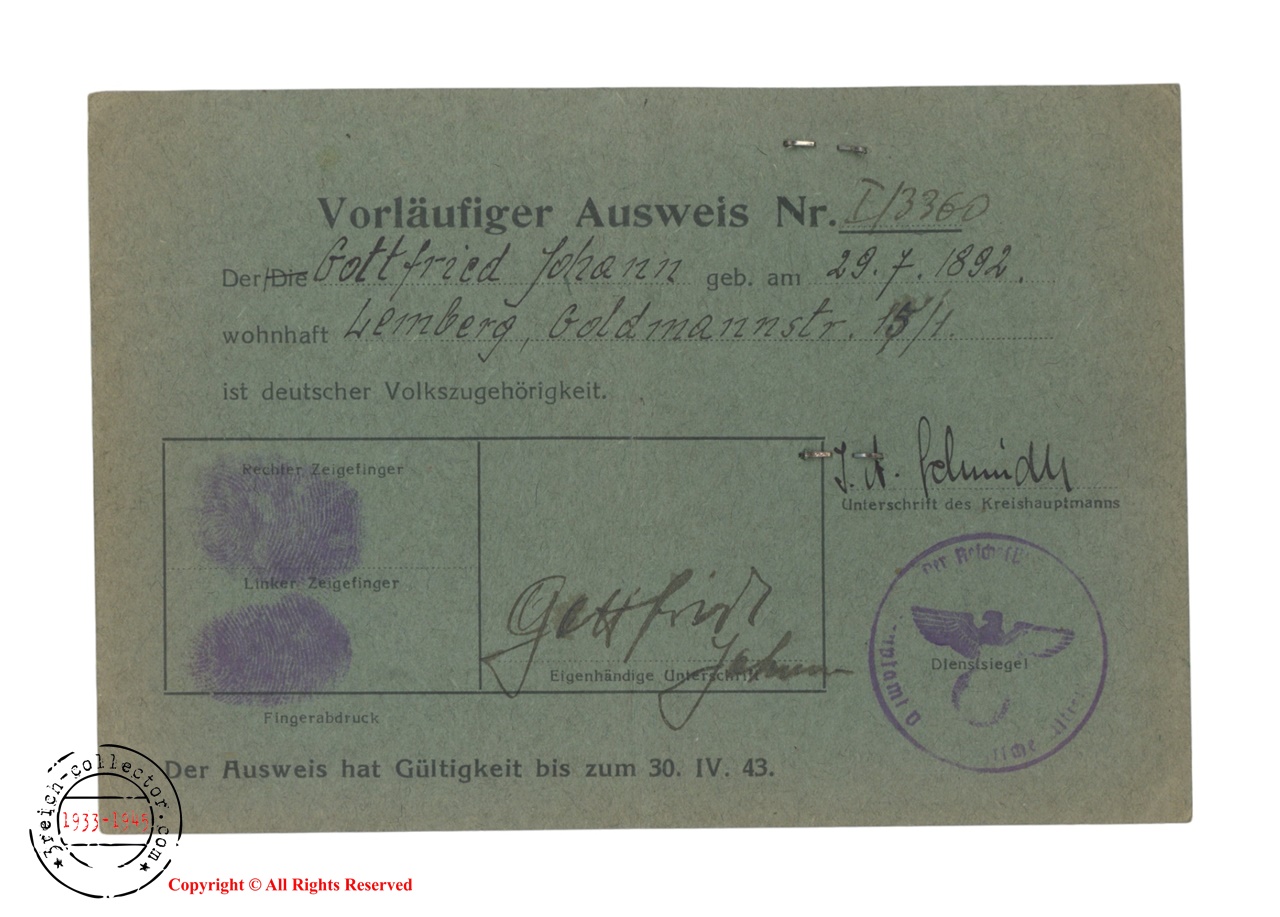 Vorläufiger Ausweis Nr. I/3360
Der/Die Gottfried Johann geb. am 29. 7. 1892.
wohnhaft Lemberg, Goldmannstr. 15/1.
ist deutscher Volkszugehörigkeit.
Rechter Zeigefinger
Linker Zeigefinger
Fingerabdruck
Gottfried
Johann
Eigenhändige Unterschrift
J. A. Schmidt
Unterschrift des Kreishauptmanns
Der
Dienstsiegel
Der Ausweis hat Gültigkeit bis zum 30. IV. 43.
3reich-collector.com
1933-1945
Copyright © All Rights Reserved